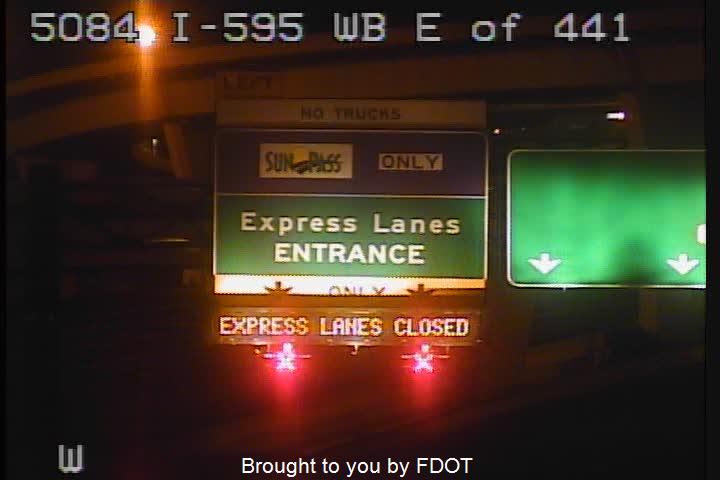 5084 I-595 WB E of 441
LEFT
NO TRUCKS
SUNPASS ONLY
Express Lanes
ENTRANCE
ONLY
EXPRESS LANES CLOSED
W
Brought to you by FDOT